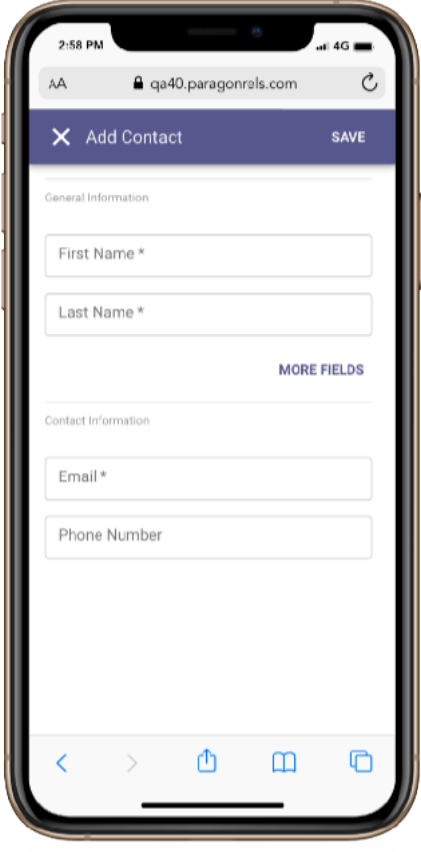 2:58 PM
4G
AA
qa40.paragonrels.com
Add Contact
SAVE
General Information
First Name *
Last Name *
MORE FIELDS
Contact Information
Email *
Phone Number